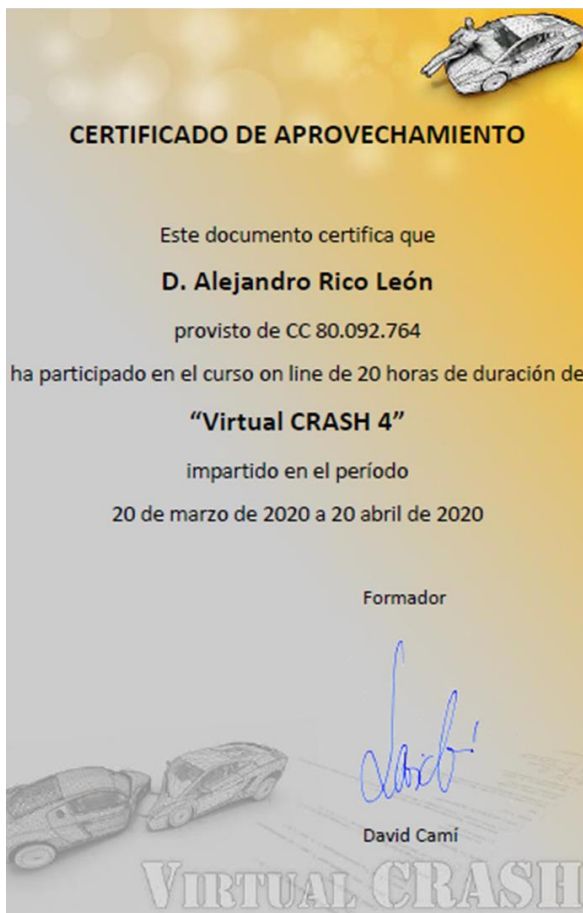 CERTIFICADO DE APROVECHAMIENTO
Este documento certifica que
D. Alejandro Rico León
provisto de CC 80.092.764
ha participado en el curso on line de 20 horas de duración de
“Virtual CRASH 4”
impartido en el período
20 de marzo de 2020 a 20 abril de 2020
Formador
David Camí
VIRTUAL CRASH